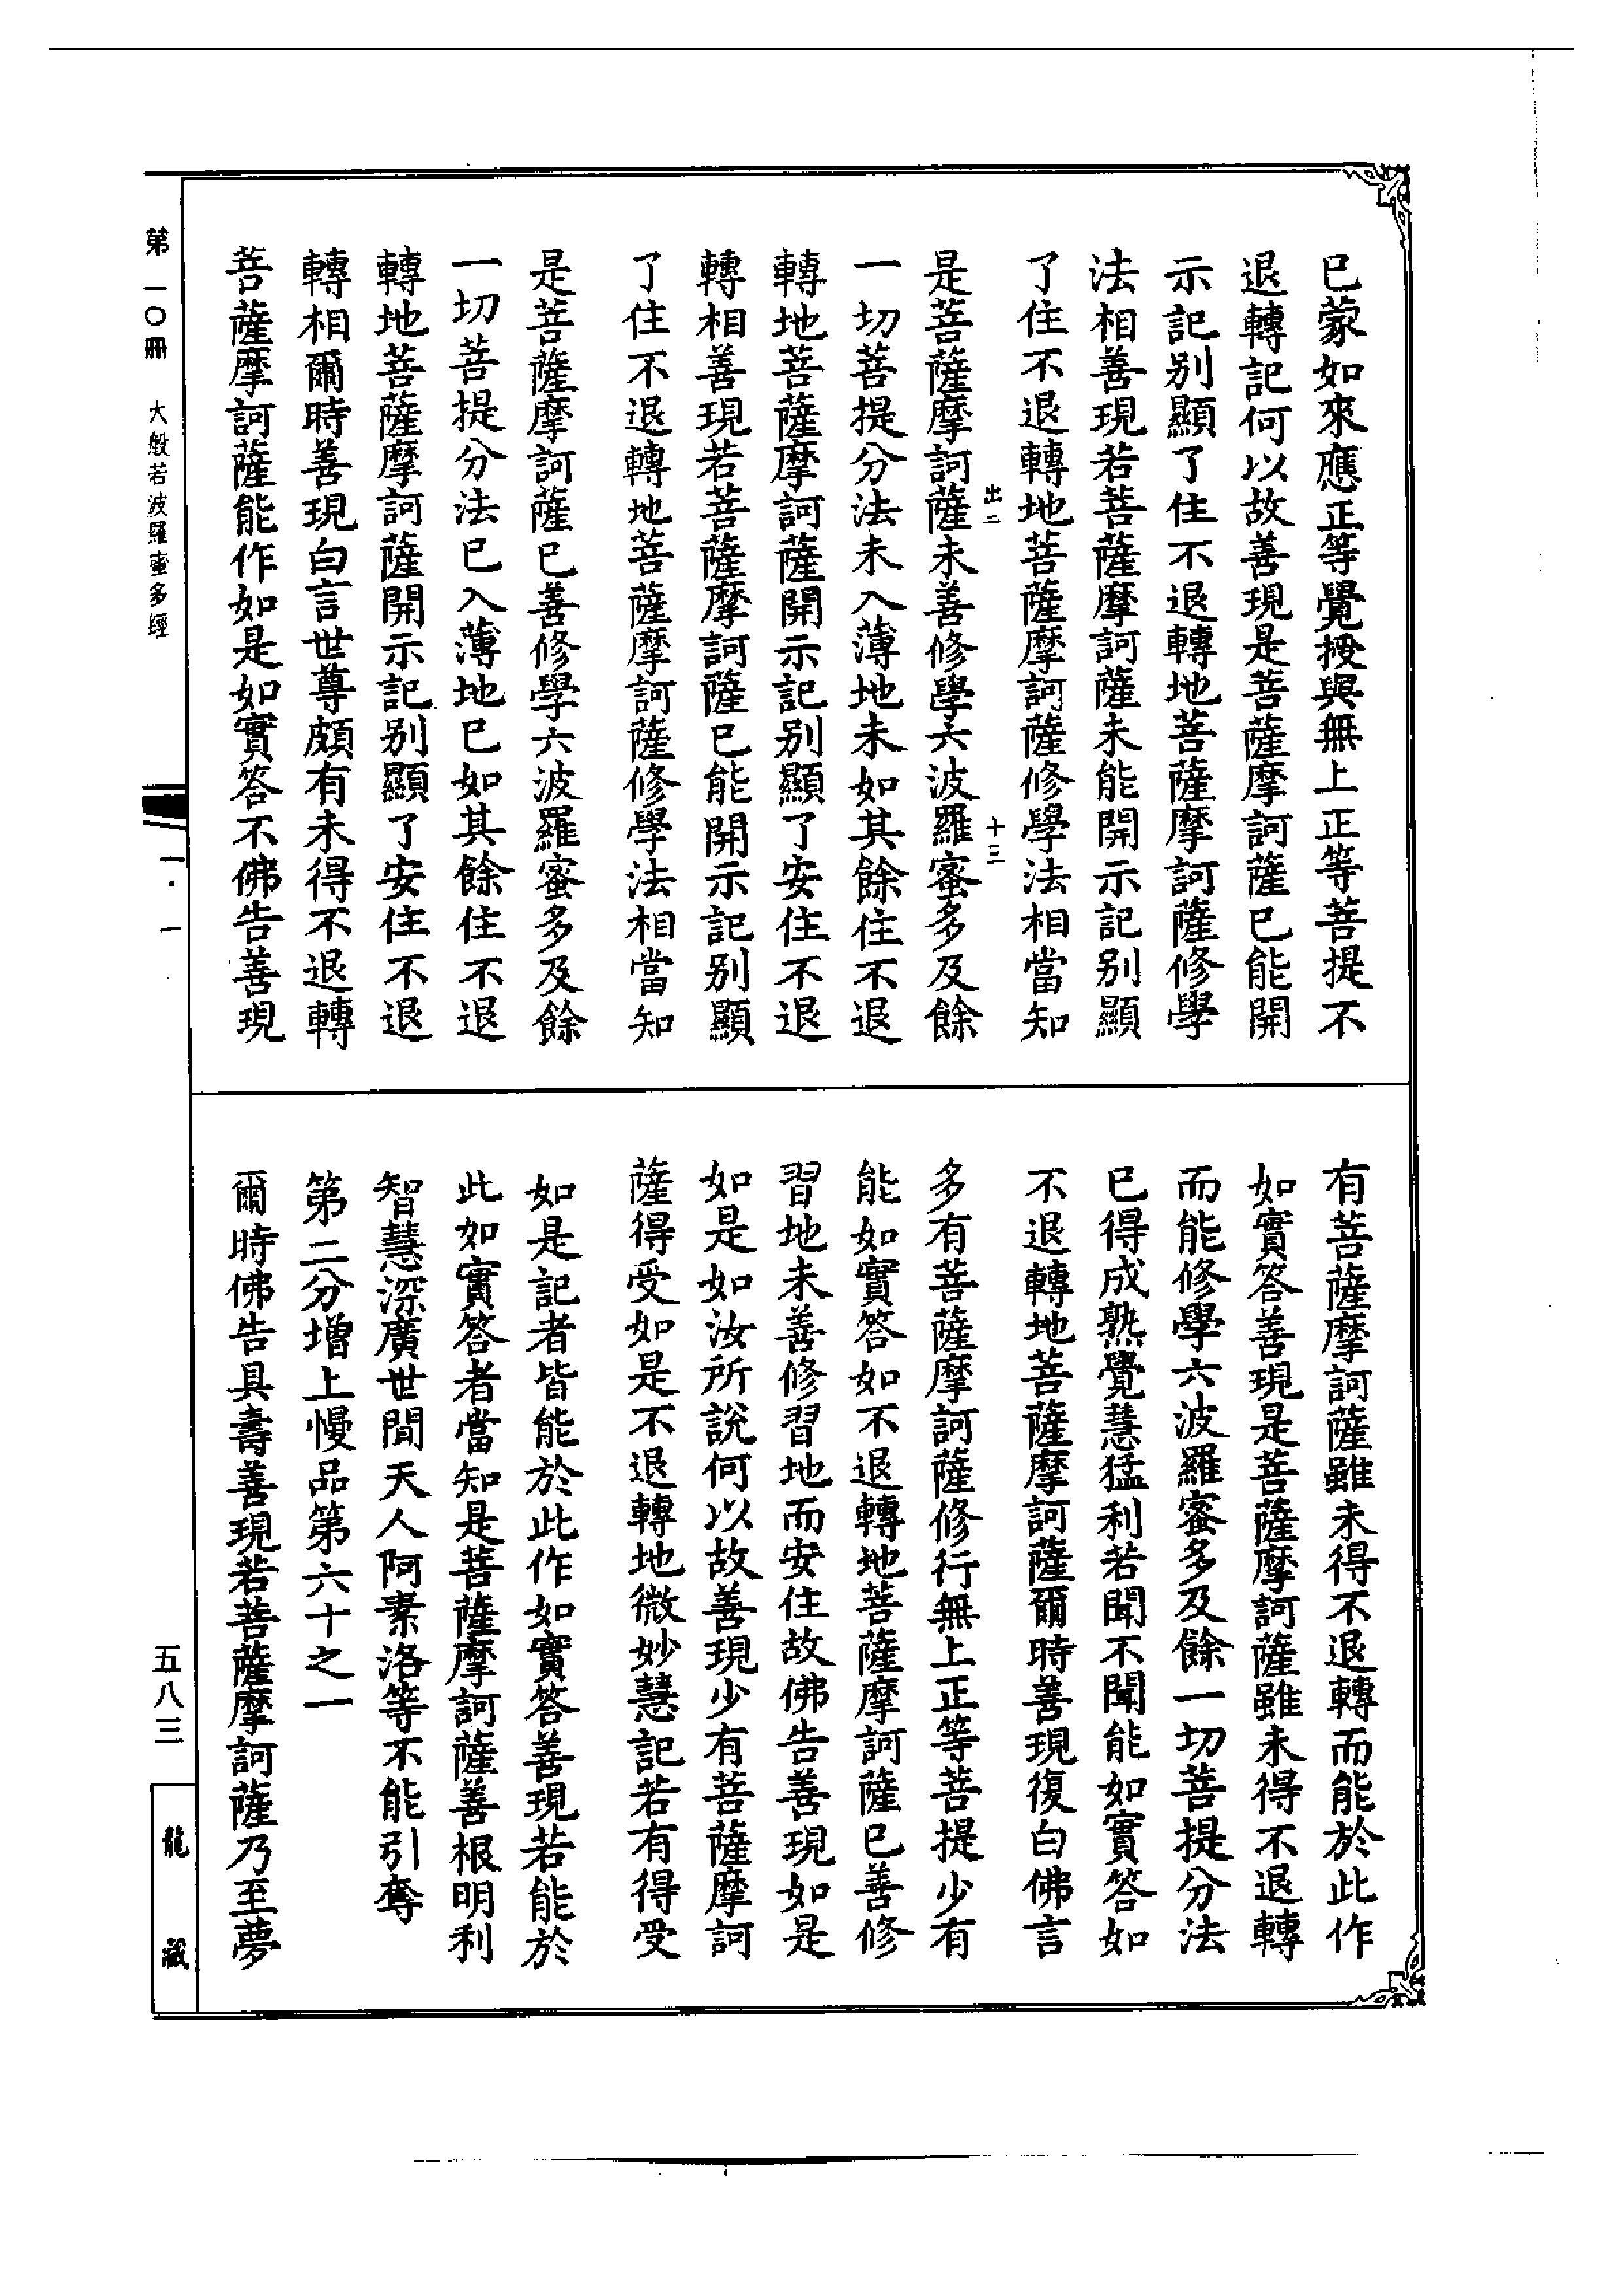 已蒙如來應正等覺授與無上正等菩提不
退轉記何以故善現是菩薩摩訶薩已能開
示記别顯了住不退轉地菩薩摩訶薩修學
法相善現若菩薩摩訶薩未能開示記别顯
了住不退轉地菩薩摩訶薩修學法相當知
出二 十三
是菩薩摩訶薩未善修學六波羅蜜多及餘
一切菩提分法未入薄地未如其餘住不退
轉地菩薩摩訶薩開示記别顯了安住不退
轉相善現若菩薩摩訶薩已能開示記别顯
了住不退轉地菩薩摩訶薩修學法相當知
是菩薩摩訶薩已善修學六波羅蜜多及餘
一切菩提分法已入薄地已如其餘住不退
轉地菩薩摩訶薩開示記别顯了安住不退
轉相爾時善現白言世尊頗有未得不退轉
菩薩摩訶薩能作如是如實答不佛告善現
有菩薩摩訶薩雖未得不退轉而能於此作
如實答善現是菩薩摩訶薩雖未得不退轉
而能修學六波羅蜜多及餘一切菩提分法
已得成熟覺慧猛利若聞不聞能如實答如
不退轉地菩薩摩訶薩爾時善現復白佛言
多有菩薩摩訶薩修行無上正等菩提少有
能如實答如不退轉地菩薩摩訶薩已善修
習地未善修習地而安住故佛告善現如是
如是如汝所說何以故善現少有菩薩摩訶
薩得受如是不退轉地微妙慧記若有得受
如是記者皆能於此作如實答善現若能於
此如實答者當知是菩薩摩訶薩善根明利
智慧深廣世間天人阿素洛等不能引奪
第二分增上慢品第六十之一
爾時佛告具壽善現若菩薩摩訶薩乃至夢
第一〇冊 大般若波羅蜜多經
一·一
五八三
龍藏